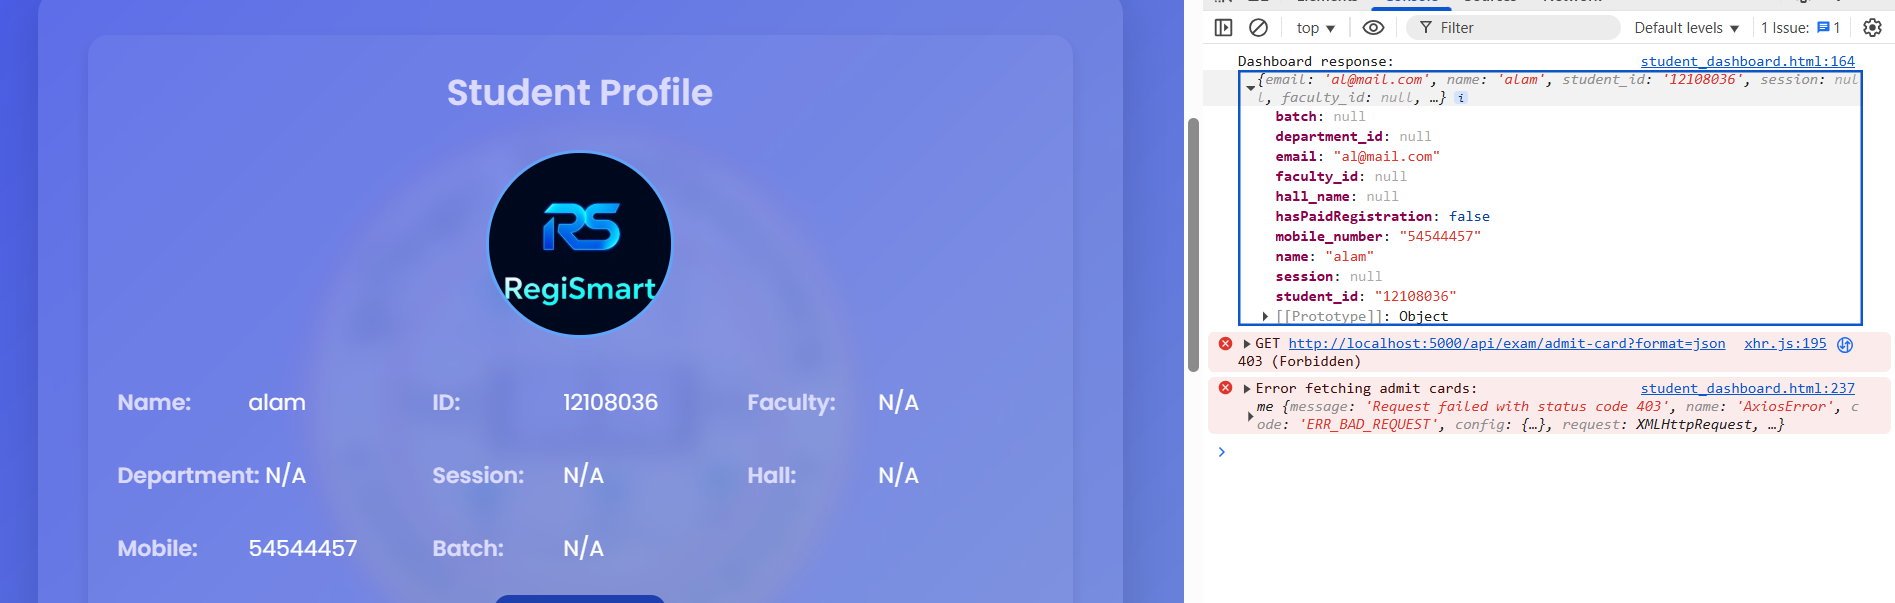 Student Profile
RS
RegiSmart
Name: alam ID: 12108036 Faculty: N/A
Department: N/A Session: N/A Hall: N/A
Mobile: 54544457 Batch: N/A
top Filter Default levels 1 Issue: 1
Dashboard response: student_dashboard.html:164
{email: 'al@mail.com', name: 'alam', student_id: '12108036', session: nul
l, faculty_id: null, …} i
batch: null
department_id: null
email: "al@mail.com"
faculty_id: null
hall_name: null
hasPaidRegistration: false
mobile_number: "54544457"
name: "alam"
session: null
student_id: "12108036"
[[Prototype]]: Object
GET http://localhost:5000/api/exam/admit-card?format=json xhr.js:195
403 (Forbidden)
Error fetching admit cards: student_dashboard.html:237
me {message: 'Request failed with status code 403', name: 'AxiosError', c
ode: 'ERR_BAD_REQUEST', config: {…}, request: XMLHttpRequest, …}